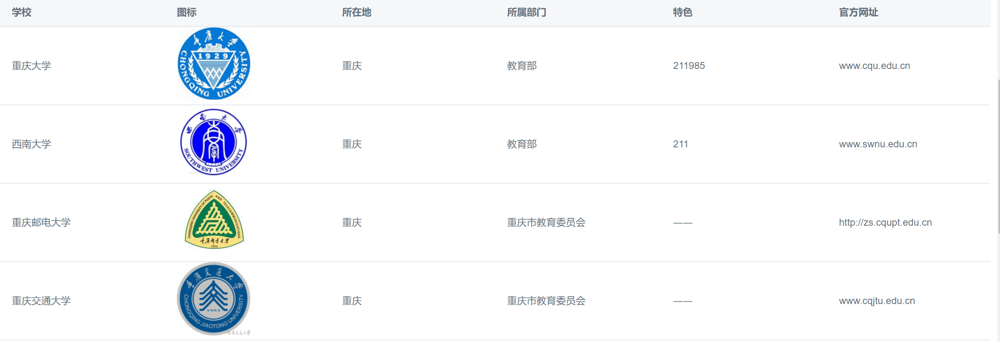 学校 图标 所在地 所属部门 特色 官方网址
重庆大学
1929
CHONGQING UNIVERSITY
重庆大学 重庆 教育部 211985 www.cqu.edu.cn
西南大学
SOUTHWEST UNIVERSITY
西南大学 重庆 教育部 211 www.swnu.edu.cn
CHONGQING UNIVERSITY OF POSTS AND TELECOMMUNICATIONS
重庆邮电大学
1950
重庆邮电大学 重庆 重庆市教育委员会 —— http://zs.cqupt.edu.cn
重庆交通大学
1951
CHONGQING JIAOTONG UNIVERSITY
重庆交通大学
重庆交通大学 重庆 重庆市教育委员会 —— www.cqjtu.edu.cn